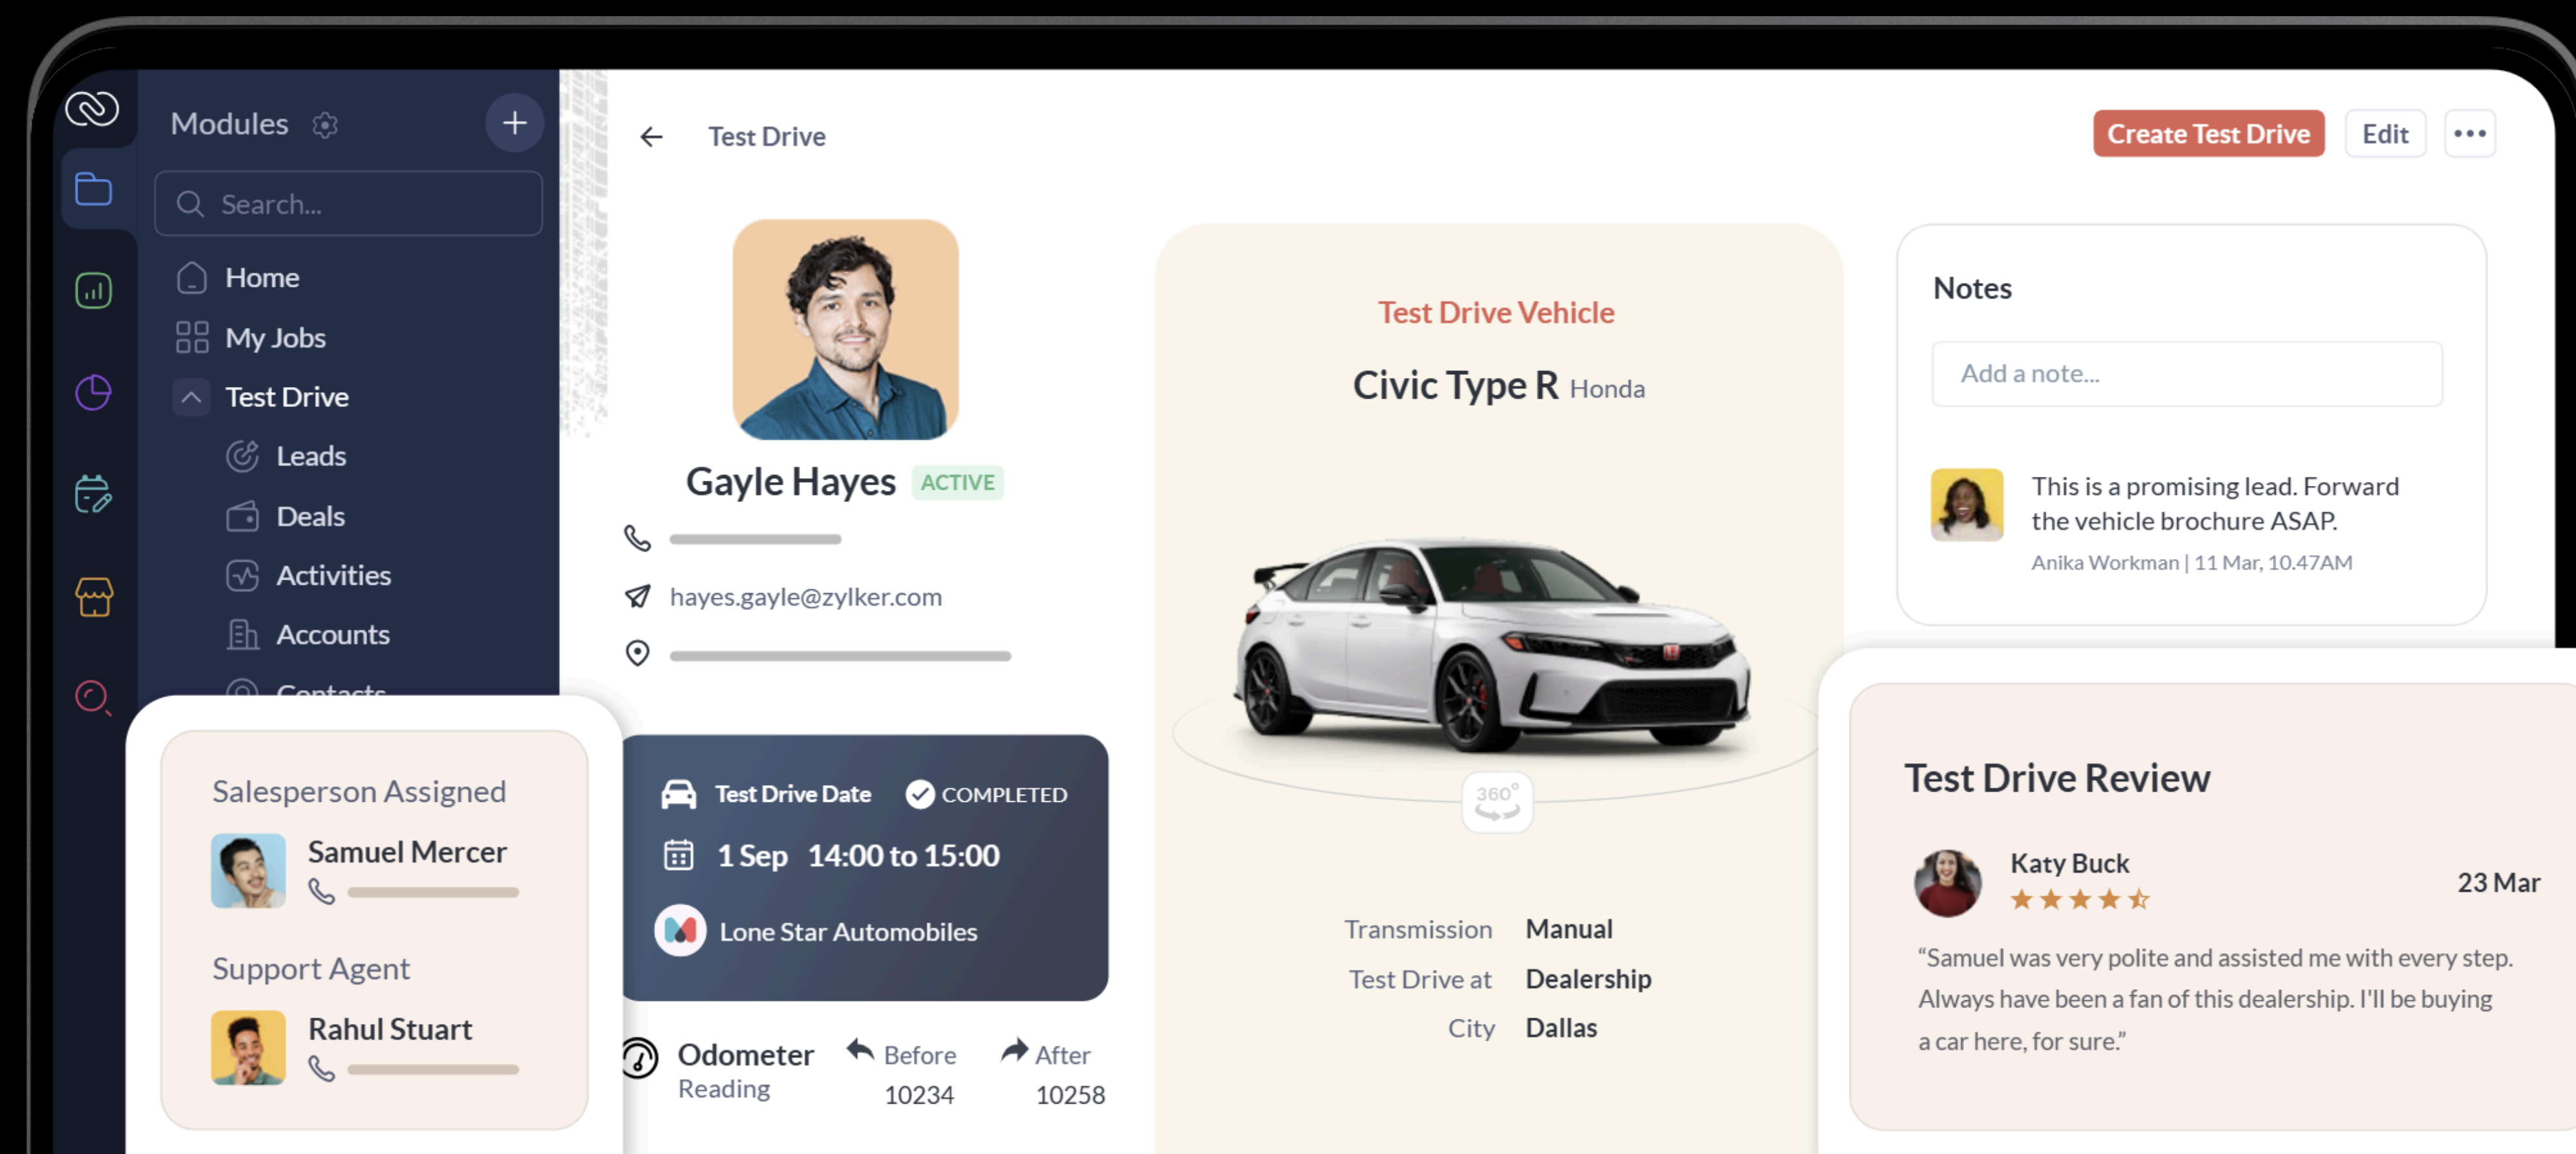 Modules
Search...
Home
My Jobs
Test Drive
Leads
Deals
Activities
Accounts
Contacts
Salesperson Assigned
Samuel Mercer
Support Agent
Rahul Stuart
Test Drive
Create Test Drive
Edit
Gayle Hayes ACTIVE
hayes.gayle@zylker.com
Test Drive Date COMPLETED
1 Sep 14:00 to 15:00
Lone Star Automobiles
Odometer Before After
Reading 10234 10258
Test Drive Vehicle
Civic Type R Honda
360°
Transmission Manual
Test Drive at Dealership
City Dallas
Notes
Add a note...
This is a promising lead. Forward
the vehicle brochure ASAP.
Anika Workman | 11 Mar, 10.47AM
Test Drive Review
Katy Buck
23 Mar
“Samuel was very polite and assisted me with every step.
Always have been a fan of this dealership. I'll be buying
a car here, for sure.”